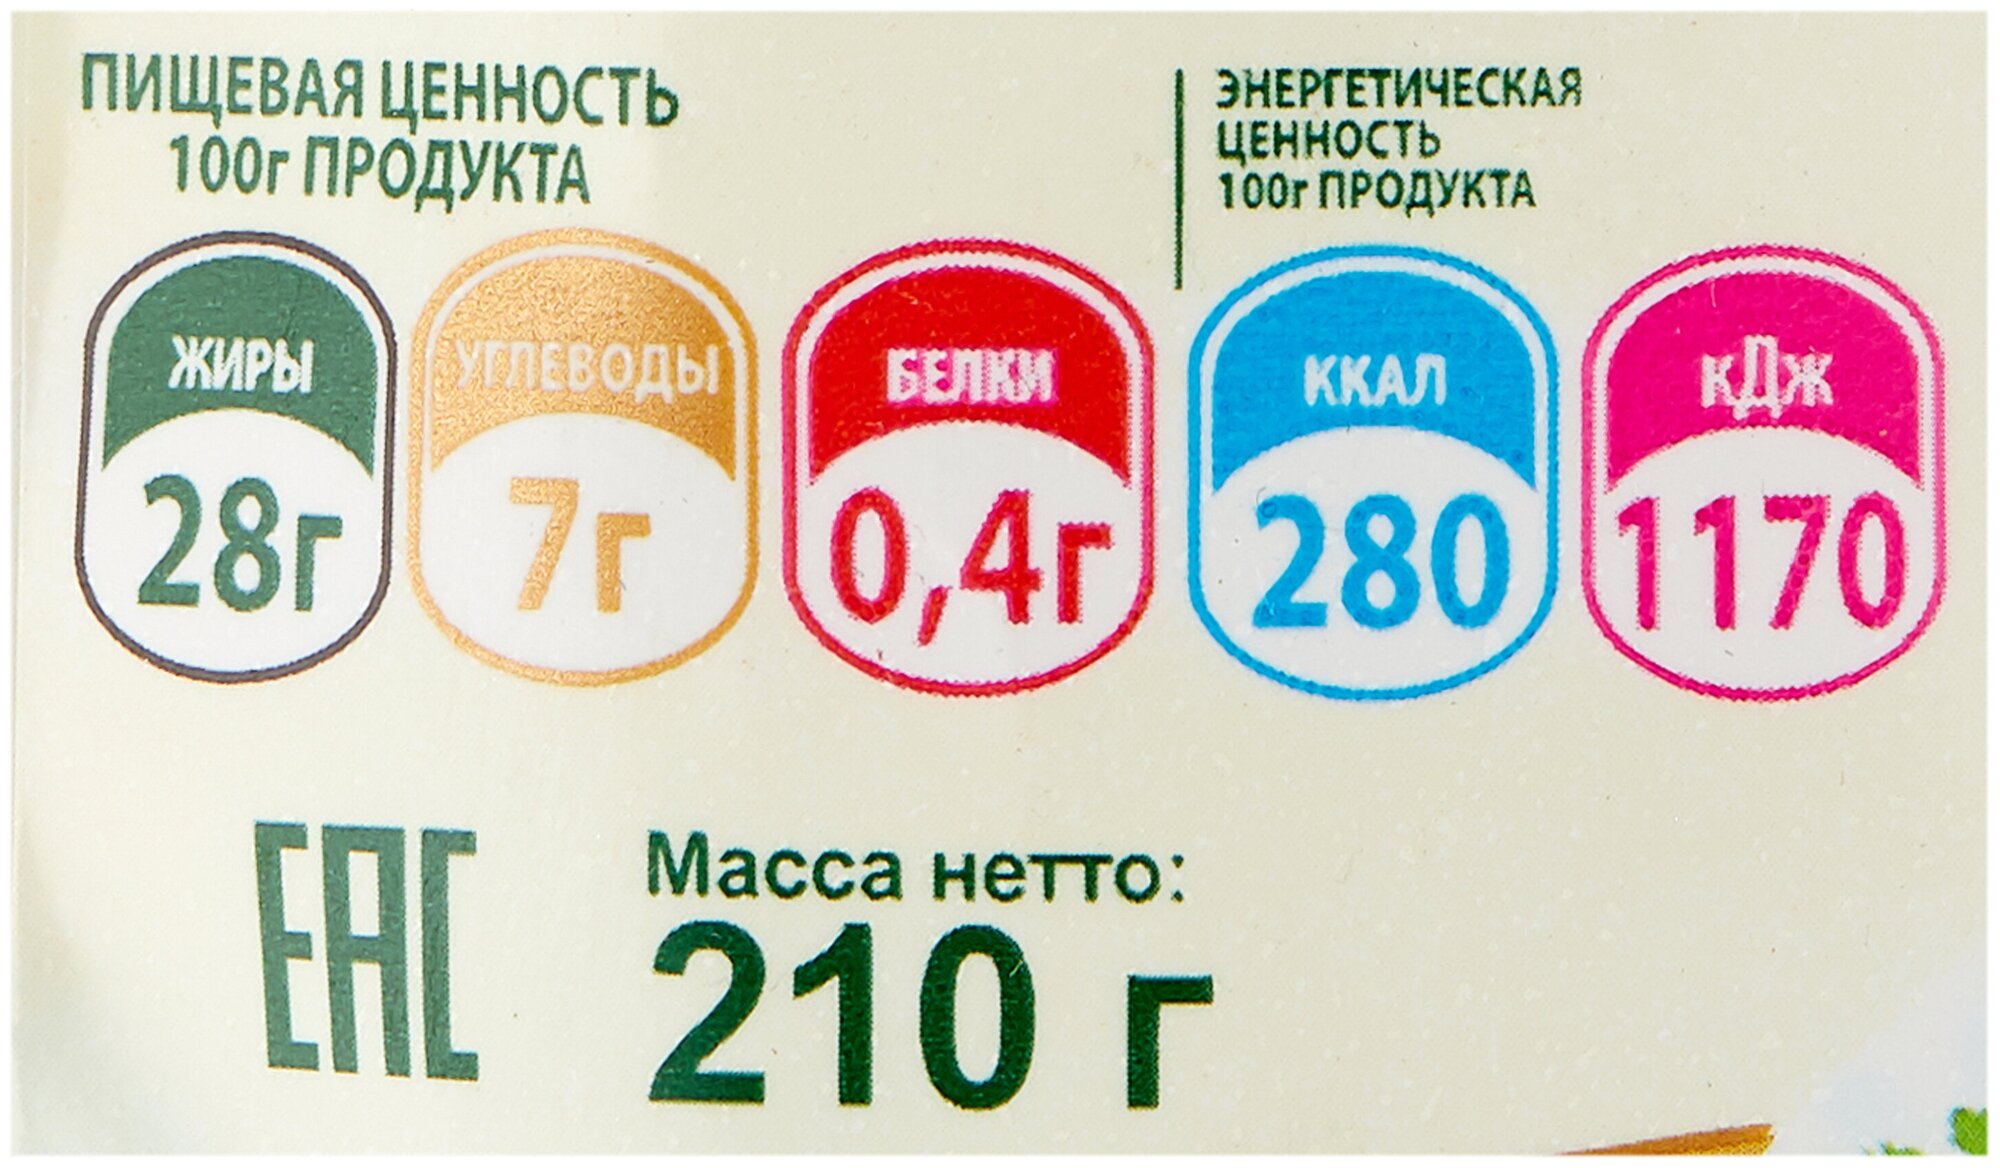 ПИЩЕВАЯ ЦЕННОСТЬ
100г ПРОДУКТА
ЭНЕРГЕТИЧЕСКАЯ
ЦЕННОСТЬ
100г ПРОДУКТА
ЖИРЫ
28г
УГЛЕВОДЫ
7г
БЕЛКИ
0,4г
ККАЛ
280
кДж
1170
EAC
Масса нетто:
210 г